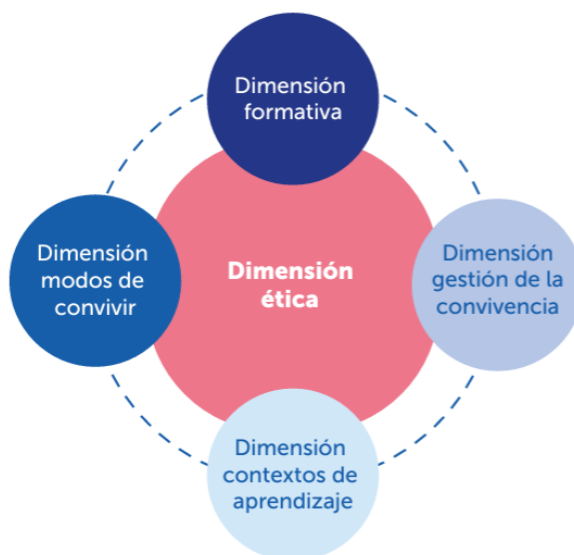 Dimensión
formativa
Dimensión
modos de
convivir
Dimensión
ética
Dimensión
gestión de la
convivencia
Dimensión
contextos de
aprendizaje